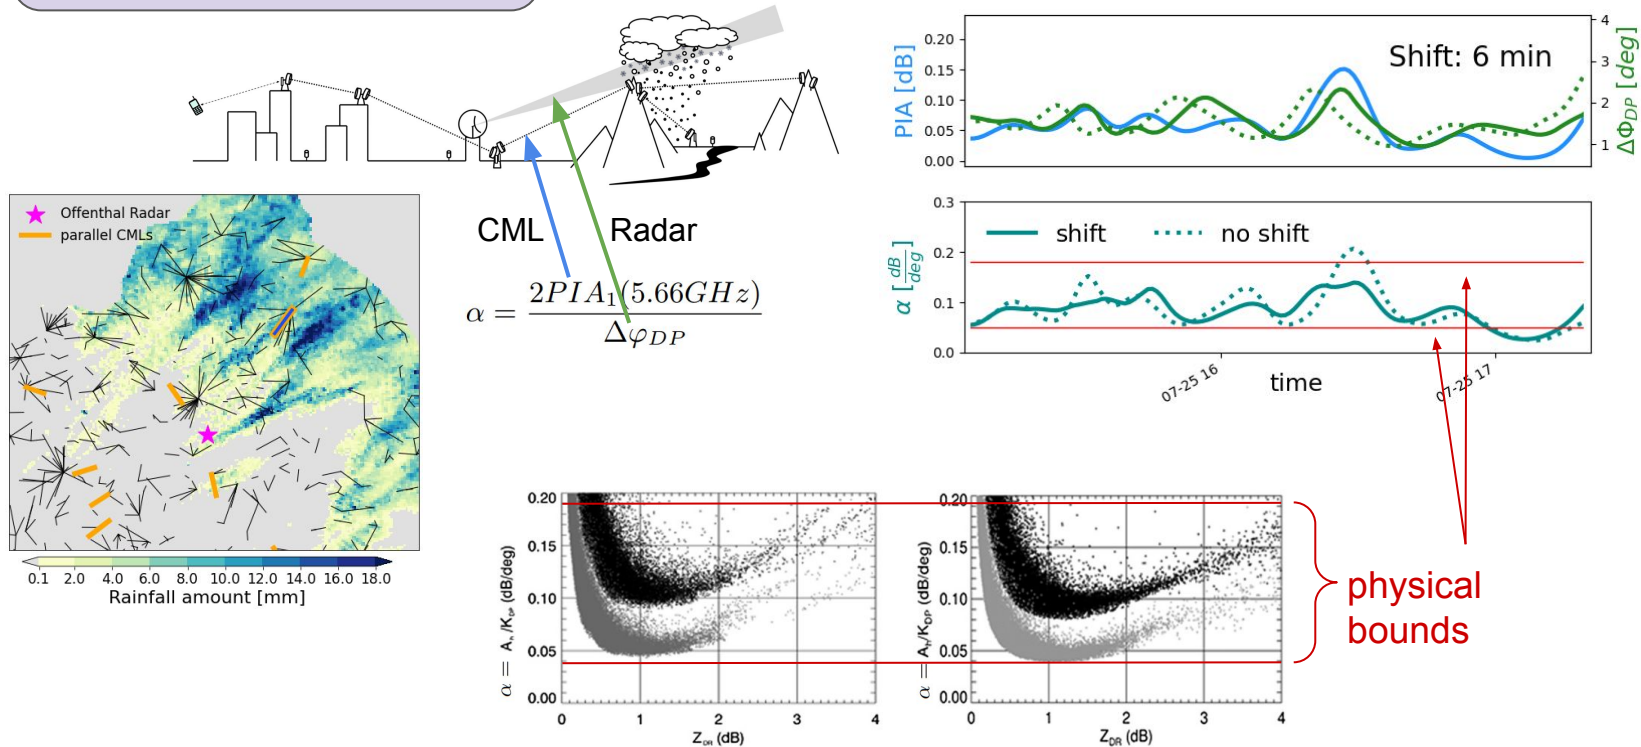 CML
Radar
α = 2PIA₁(5.66GHz) / Δφ_DP
Offenthal Radar
parallel CMLs
0.1 2.0 4.0 6.0 8.0 10.0 12.0 14.0 16.0 18.0
Rainfall amount [mm]
Shift: 6 min
PIA [dB]
0.20
0.15
0.10
0.05
0.00
4
3
2
1
ΔΦ_DP [deg]
0.3
0.2
0.1
0.0
α [dB/deg]
shift
no shift
07-25 16
07-25 17
time
α = A_h/K_DP (dB/deg)
0.20
0.15
0.10
0.05
0.00
0 1 2 3 4
Z_DR (dB)
α = A_h/K_DP (dB/deg)
0.20
0.15
0.10
0.05
0.00
0 1 2 3 4
Z_DR (dB)
physical
bounds